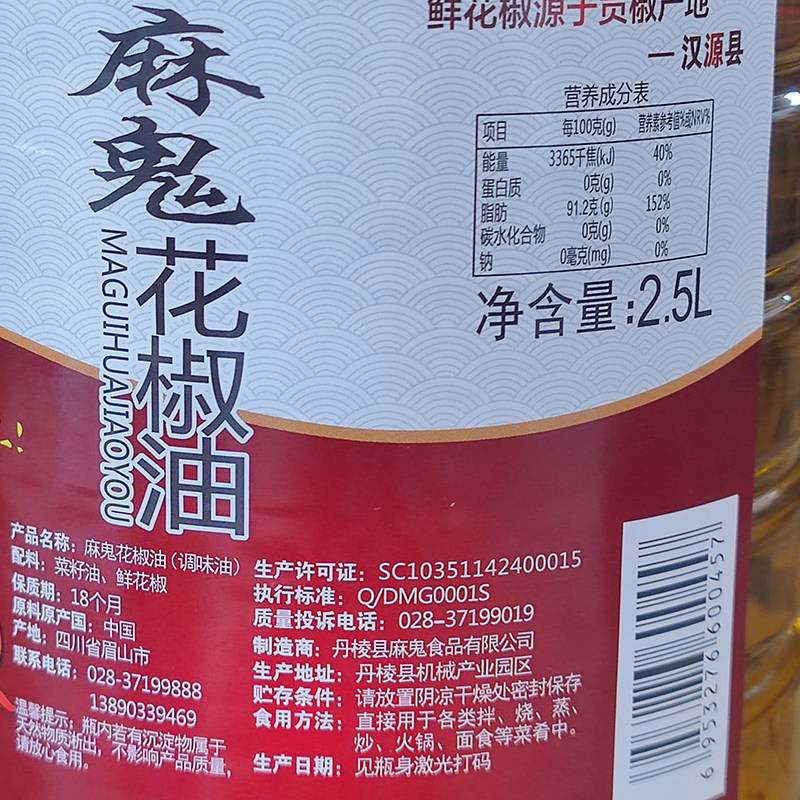 鲜花椒源于贡椒产地
—汉源县
麻鬼
花椒油
MAGUIHUAJIAOYOU
营养成分表
项目 每100克(g) 营养素参考值%或NRV%
能量 3365千焦(kJ) 40%
蛋白质 0克(g) 0%
脂肪 91.2克(g) 152%
碳水化合物 0克(g) 0%
钠 0毫克(mg) 0%
净含量:2.5L
产品名称：麻鬼花椒油（调味油）
配料：菜籽油、鲜花椒
保质期：18个月
原料原产国：中国
产地：四川省眉山市
联系电话：028-37199888
13890339469
温馨提示：瓶内若有沉淀物属于
天然物质淅出，不影响产品质量，
请放心食用。
生产许可证：SC10351142400015
执行标准：Q/DMG0001S
质量投诉电话：028-37199019
制造商：丹棱县麻鬼食品有限公司
生产地址：丹棱县机械产业园区
贮存条件：请放置阴凉干燥处密封保存
食用方法：直接用于各类拌、烧、蒸、
炒、火锅、面食等菜肴中。
生产日期：见瓶身激光打码
6953276600457